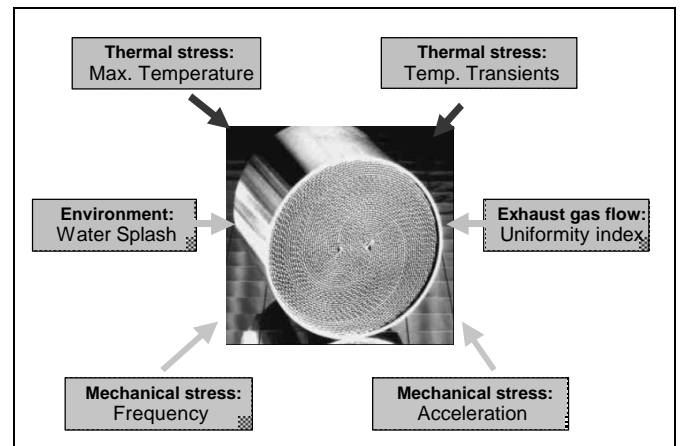 Thermal stress:
Max. Temperature
Thermal stress:
Temp. Transients
Environment:
Water Splash
Exhaust gas flow:
Uniformity index
Mechanical stress:
Frequency
Mechanical stress:
Acceleration